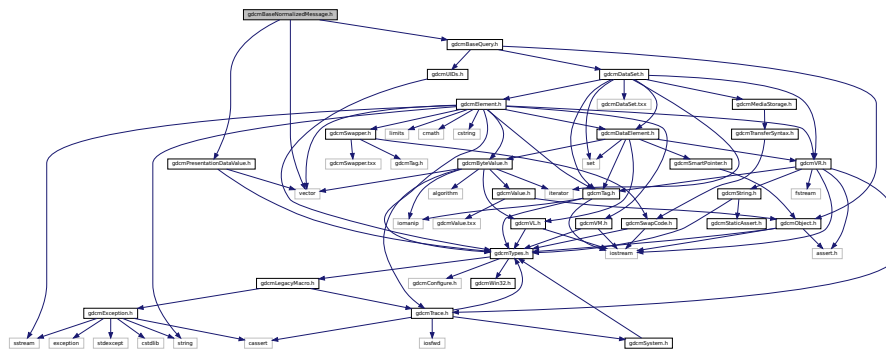 gdcmBaseNormalizedMessage.h
gdcmBaseQuery.h
gdcmUIDs.h
gdcmDataSet.h
gdcmElement.h
gdcmDataSet.txx
gdcmMediaStorage.h
gdcmSwapper.h
limits
cmath
cstring
gdcmDataElement.h
gdcmTransferSyntax.h
gdcmPresentationDataValue.h
gdcmSwapper.txx
gdcmTag.h
gdcmByteValue.h
set
gdcmSmartPointer.h
gdcmVR.h
vector
algorithm
gdcmValue.h
iterator
gdcmTag.h
gdcmString.h
fstream
iomanip
gdcmValue.txx
gdcmVL.h
gdcmVM.h
gdcmSwapCode.h
gdcmStaticAssert.h
gdcmObject.h
gdcmTypes.h
iostream
assert.h
gdcmLegacyMacro.h
gdcmConfigure.h
gdcmWin32.h
gdcmException.h
gdcmTrace.h
sstream
exception
stdexcept
cstdlib
string
cassert
iosfwd
gdcmSystem.h